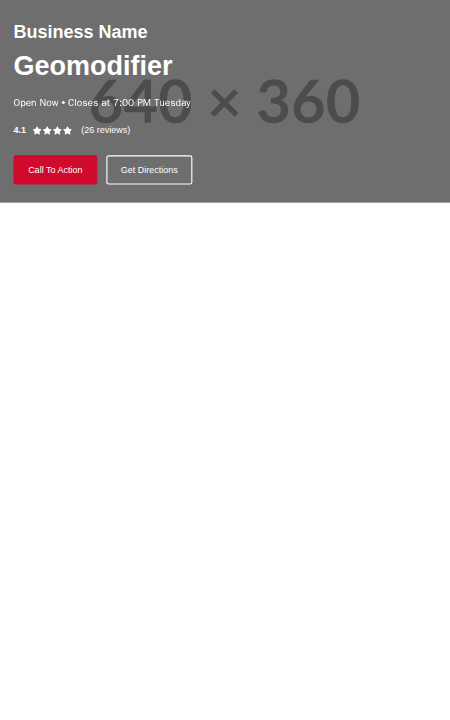 Business Name
Geomodifier
640 × 360
Open Now • Closes at 7:00 PM Tuesday
4.1 ★★★★ (26 reviews)
Call To Action Get Directions